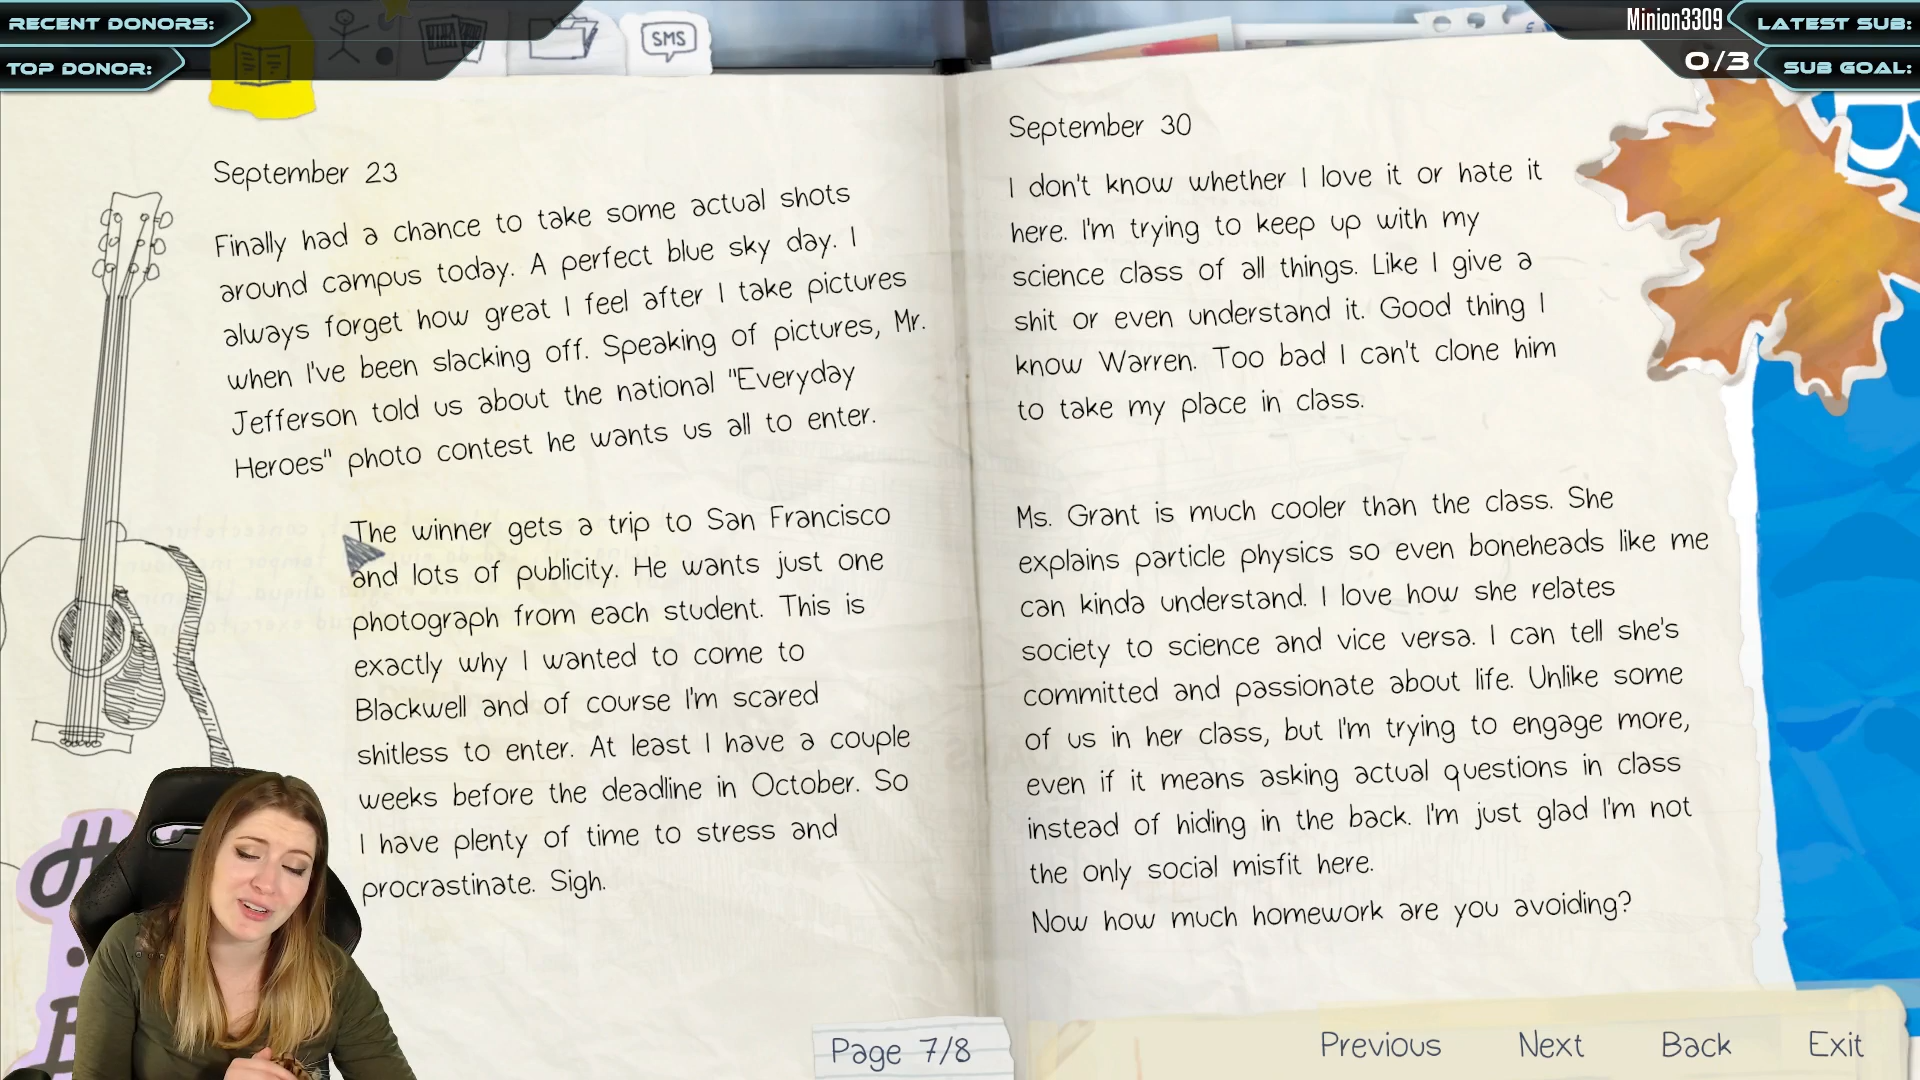 RECENT DONORS:
TOP DONOR:
SMS
Minion3309
LATEST SUB:
0/3
SUB GOAL:
September 23
Finally had a chance to take some actual shots
around campus today. A perfect blue sky day. I
always forget how great I feel after I take pictures
when I've been slacking off. Speaking of pictures, Mr.
Jefferson told us about the national "Everyday
Heroes" photo contest he wants us all to enter.
The winner gets a trip to San Francisco
and lots of publicity. He wants just one
photograph from each student. This is
exactly why I wanted to come to
Blackwell and of course I'm scared
shitless to enter. At least I have a couple
weeks before the deadline in October. So
I have plenty of time to stress and
procrastinate. Sigh.
September 30
I don't know whether I love it or hate it
here. I'm trying to keep up with my
science class of all things. Like I give a
shit or even understand it. Good thing I
know Warren. Too bad I can't clone him
to take my place in class.
Ms. Grant is much cooler than the class. She
explains particle physics so even boneheads like me
can kinda understand. I love how she relates
society to science and vice versa. I can tell she's
committed and passionate about life. Unlike some
of us in her class, but I'm trying to engage more,
even if it means asking actual questions in class
instead of hiding in the back. I'm just glad I'm not
the only social misfit here.
Now how much homework are you avoiding?
Page 7/8
Previous
Next
Back
Exit